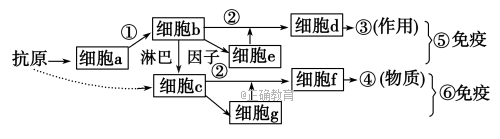 ① 细胞b ② 细胞d ③(作用)
抗原 细胞a 淋巴 因子 细胞e ⑤免疫
细胞c ② 细胞f ④(物质) ⑥免疫
@正确教育
细胞g